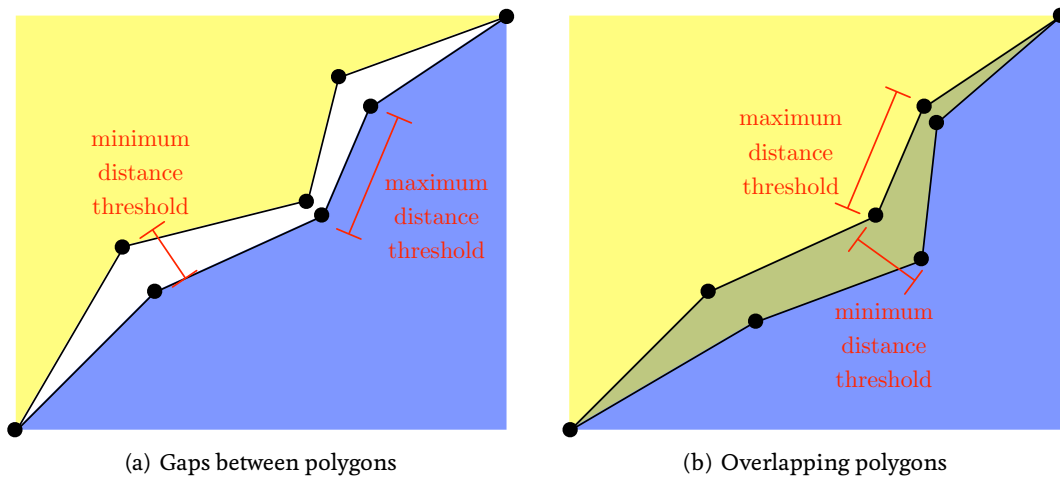 minimum
distance
threshold
maximum
distance
threshold
maximum
distance
threshold
minimum
distance
threshold
(a) Gaps between polygons
(b) Overlapping polygons